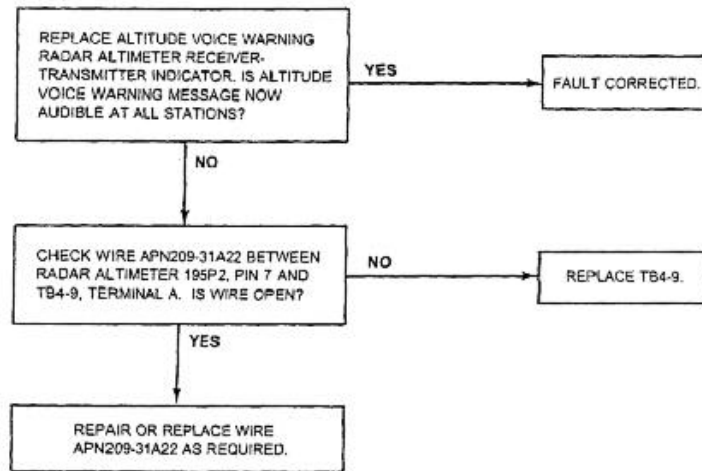 REPLACE ALTITUDE VOICE WARNING
RADAR ALTIMETER RECEIVER-
TRANSMITTER INDICATOR. IS ALTITUDE
VOICE WARNING MESSAGE NOW
AUDIBLE AT ALL STATIONS?
YES
FAULT CORRECTED.
NO
CHECK WIRE APN209-31A22 BETWEEN
RADAR ALTIMETER 195P2, PIN 7 AND
TB4-9, TERMINAL A. IS WIRE OPEN?
NO
REPLACE TB4-9.
YES
REPAIR OR REPLACE WIRE
APN209-31A22 AS REQUIRED.